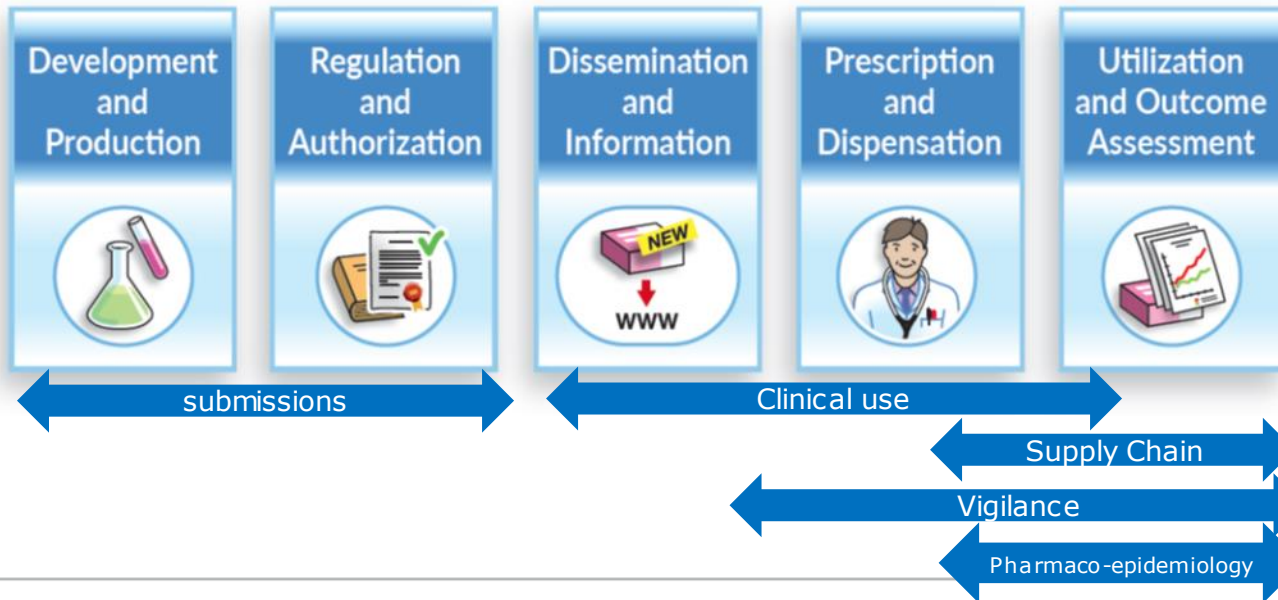 Development
and
Production
Regulation
and
Authorization
Dissemination
and
Information
Prescription
and
Dispensation
Utilization
and Outcome
Assessment
NEW
WWW
submissions
Clinical use
Supply Chain
Vigilance
Pharmaco-epidemiology